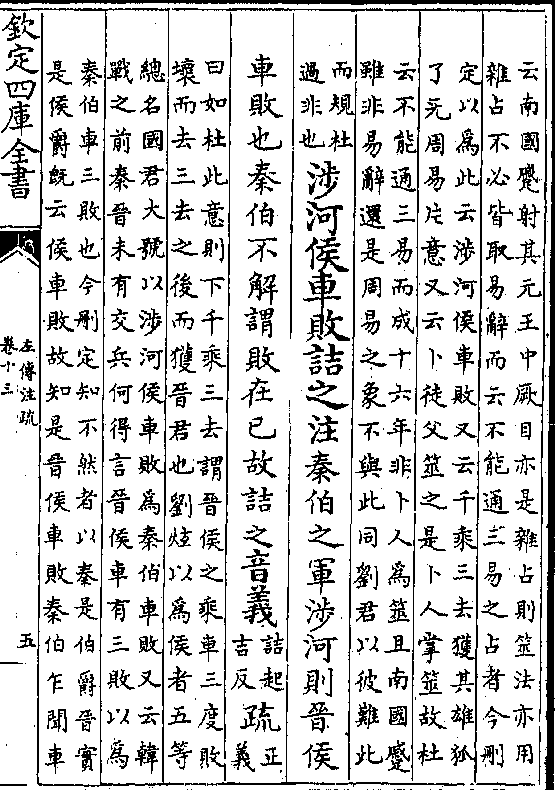 云南國蹷射其元王中厥目亦是雜占則筮法亦用
雜占不必皆取易辭而云不能通三易之占者今刪
定以為此云涉河侯車敗又云千乘三去獲其雄狐
了无周易片意又云卜徒父筮之是卜人掌筮故杜
云不能通三易而成十六年非卜人為筮且南國蹷
雖非易辭還是周易之象不與此同劉君以彼難此
而規杜
過非也
涉河侯車敗詰之注秦伯之軍涉河則晉侯
車敗也秦伯不解謂敗在已故詰之音義
詰起
吉反
疏
正
義
曰如杜此意則下千乘三去謂晉侯之乘車三度敗
壞而去三去之後而獲晉君也劉炫以為侯者五等
總名國君大號以涉河侯車敗為秦伯車敗又云韓
戰之前秦晉未有交兵何得言晉侯車有三敗以為
秦伯車三敗也今刪定知不然者以秦是伯爵晉實
是侯爵既云侯車敗故知是晉侯車敗秦伯乍聞車
欽定四庫全書
左傳注疏
卷十三
五